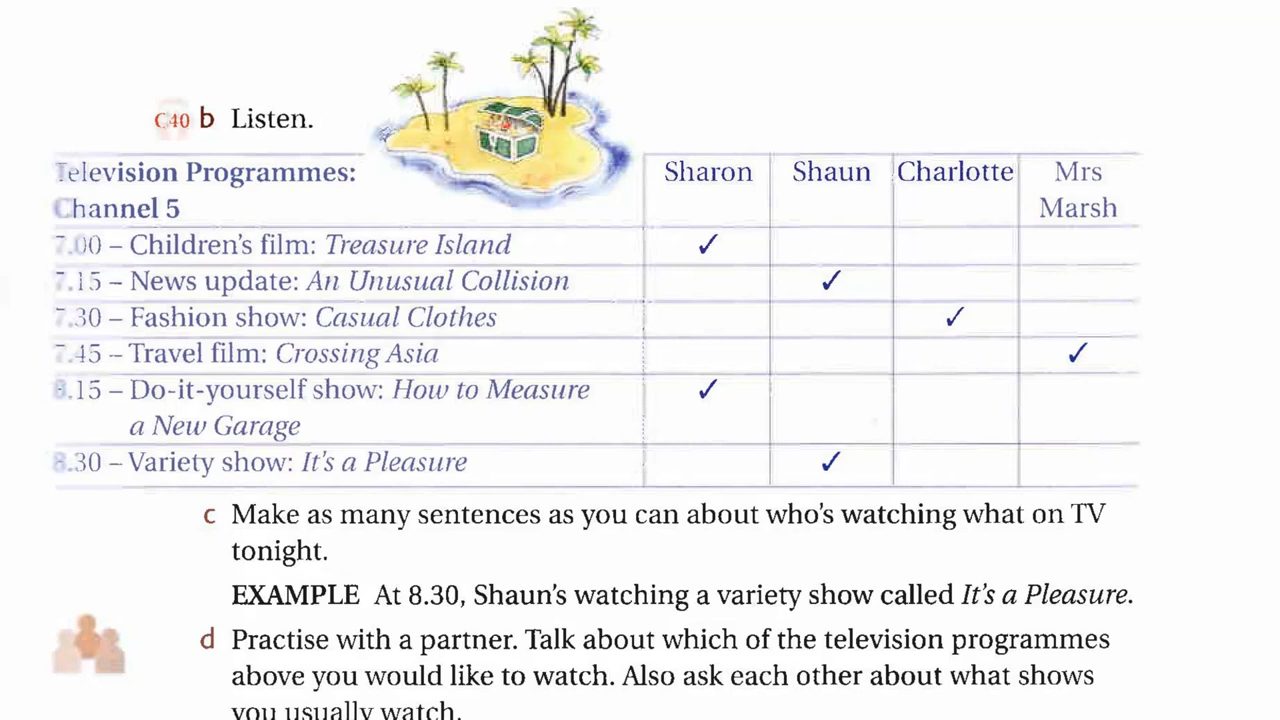 C40 b Listen.
Television Programmes: Sharon Shaun Charlotte Mrs
Channel 5 Marsh
7.00 – Children's film: Treasure Island ✓
7.15 – News update: An Unusual Collision ✓
7.30 – Fashion show: Casual Clothes ✓
7.45 – Travel film: Crossing Asia ✓
8.15 – Do-it-yourself show: How to Measure ✓
a New Garage
8.30 – Variety show: It's a Pleasure ✓
c Make as many sentences as you can about who's watching what on TV
tonight.
EXAMPLE At 8.30, Shaun's watching a variety show called It's a Pleasure.
d Practise with a partner. Talk about which of the television programmes
above you would like to watch. Also ask each other about what shows
you usually watch.